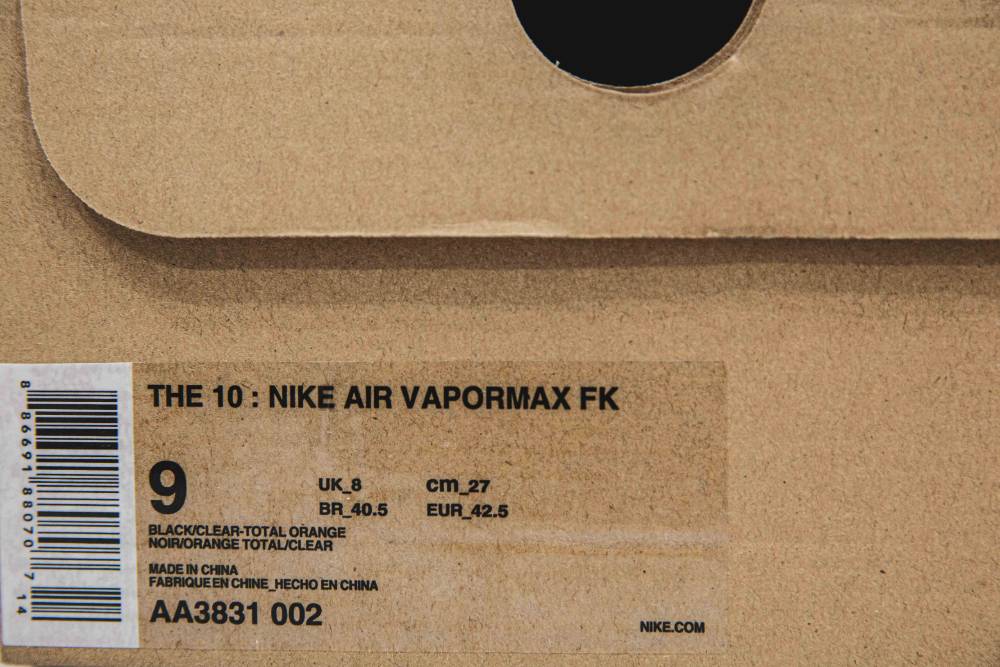 THE 10 : NIKE AIR VAPORMAX FK
9
UK_8 cm_27
BR_40.5 EUR_42.5
BLACK/CLEAR-TOTAL ORANGE
NOIR/ORANGE TOTAL/CLEAR
MADE IN CHINA
FABRIQUE EN CHINE_HECHO EN CHINA
AA3831 002
NIKE.COM
8 86691 88070 7 14